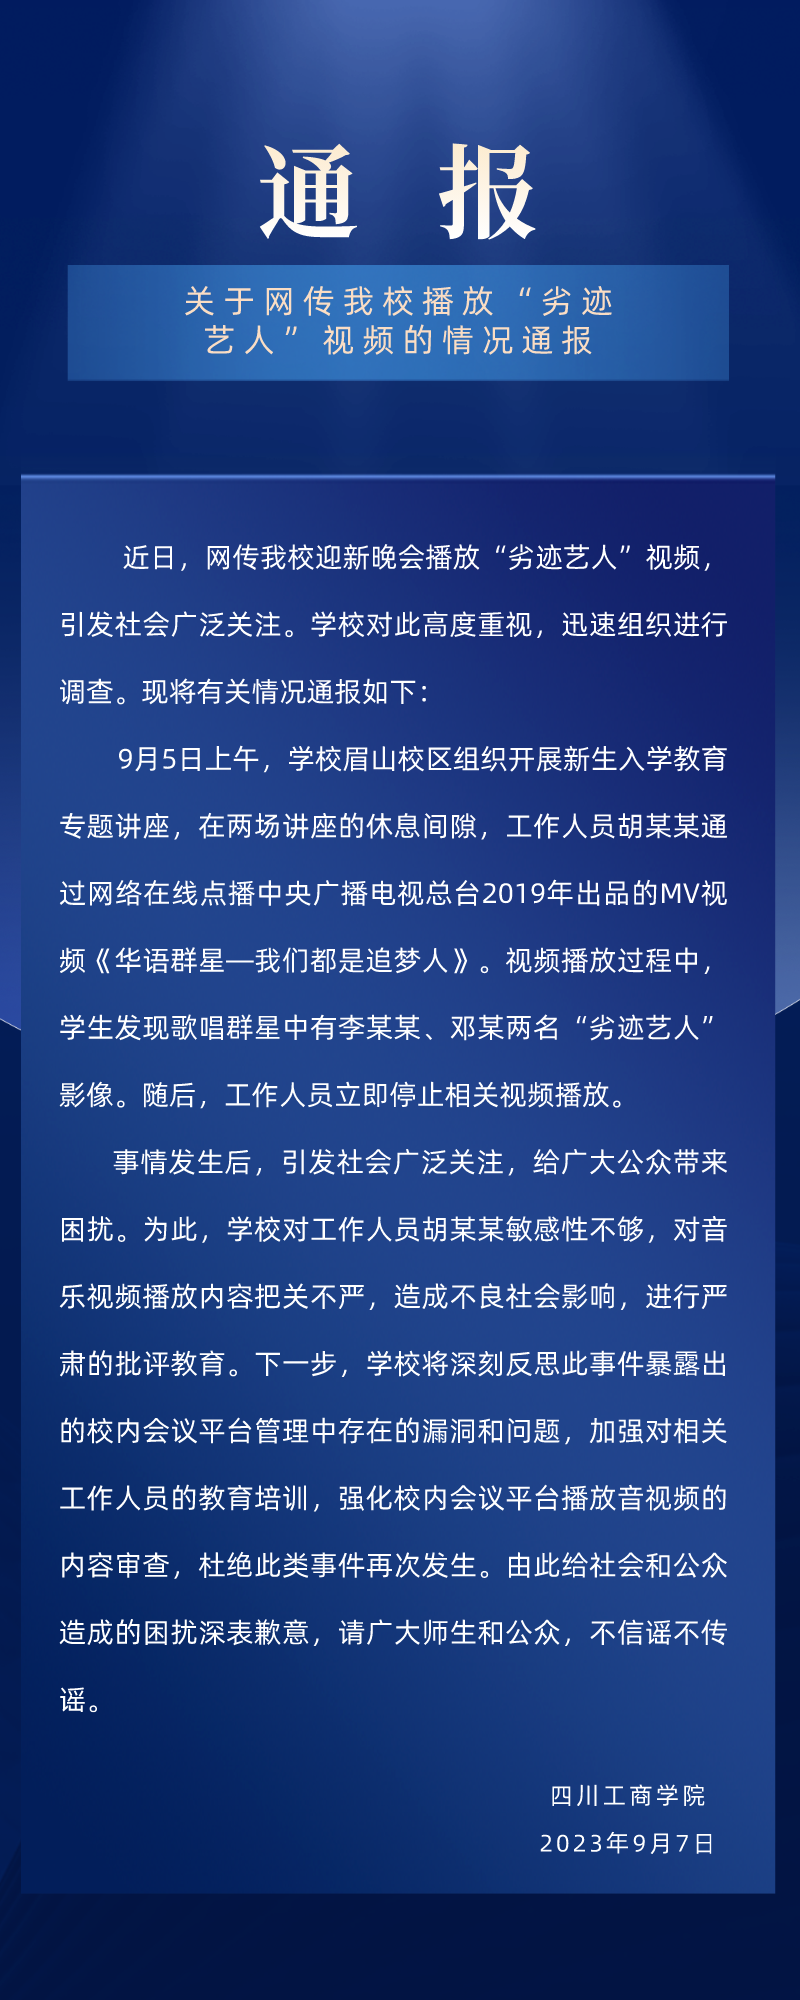 通 报
关于网传我校播放“劣迹
艺人”视频的情况通报
近日，网传我校迎新晚会播放“劣迹艺人”视频，
引发社会广泛关注。学校对此高度重视，迅速组织进行
调查。现将有关情况通报如下：
9月5日上午，学校眉山校区组织开展新生入学教育
专题讲座，在两场讲座的休息间隙，工作人员胡某某通
过网络在线点播中央广播电视总台2019年出品的MV视
频《华语群星—我们都是追梦人》。视频播放过程中，
学生发现歌唱群星中有李某某、邓某两名“劣迹艺人”
影像。随后，工作人员立即停止相关视频播放。
事情发生后，引发社会广泛关注，给广大公众带来
困扰。为此，学校对工作人员胡某某敏感性不够，对音
乐视频播放内容把关不严，造成不良社会影响，进行严
肃的批评教育。下一步，学校将深刻反思此事件暴露出
的校内会议平台管理中存在的漏洞和问题，加强对相关
工作人员的教育培训，强化校内会议平台播放音视频的
内容审查，杜绝此类事件再次发生。由此给社会和公众
造成的困扰深表歉意，请广大师生和公众，不信谣不传
谣。
四川工商学院
2023年9月7日